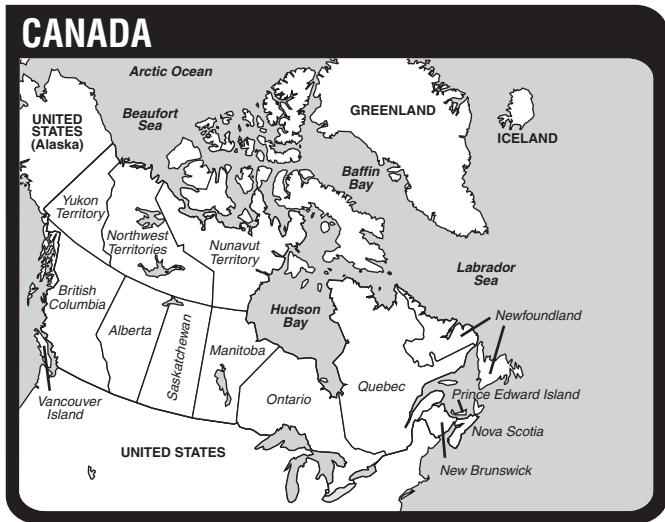 CANADA
Arctic Ocean
Beaufort
Sea
UNITED
STATES
(Alaska)
GREENLAND
ICELAND
Baffin
Bay
Yukon
Territory
Northwest
Territories
Nunavut
Territory
Labrador
Sea
British
Columbia
Hudson
Bay
Newfoundland
Alberta
Saskatchewan
Manitoba
Quebec
Prince Edward Island
Vancouver
Island
Ontario
Nova Scotia
UNITED STATES
New Brunswick